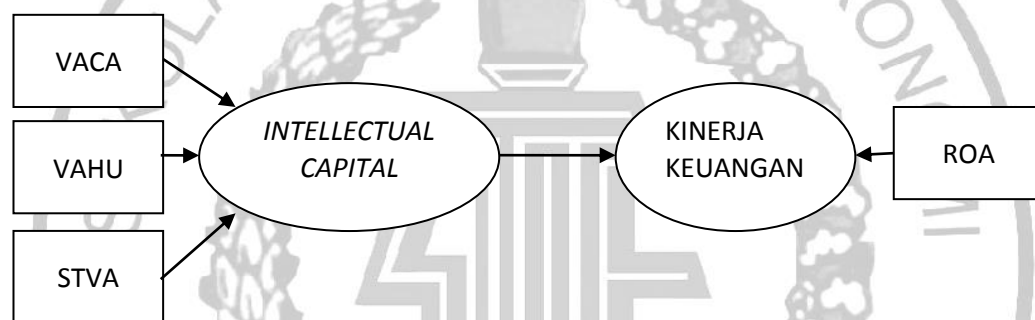 VACA
VAHU
STVA
INTELLECTUAL
CAPITAL
KINERJA
KEUANGAN
ROA